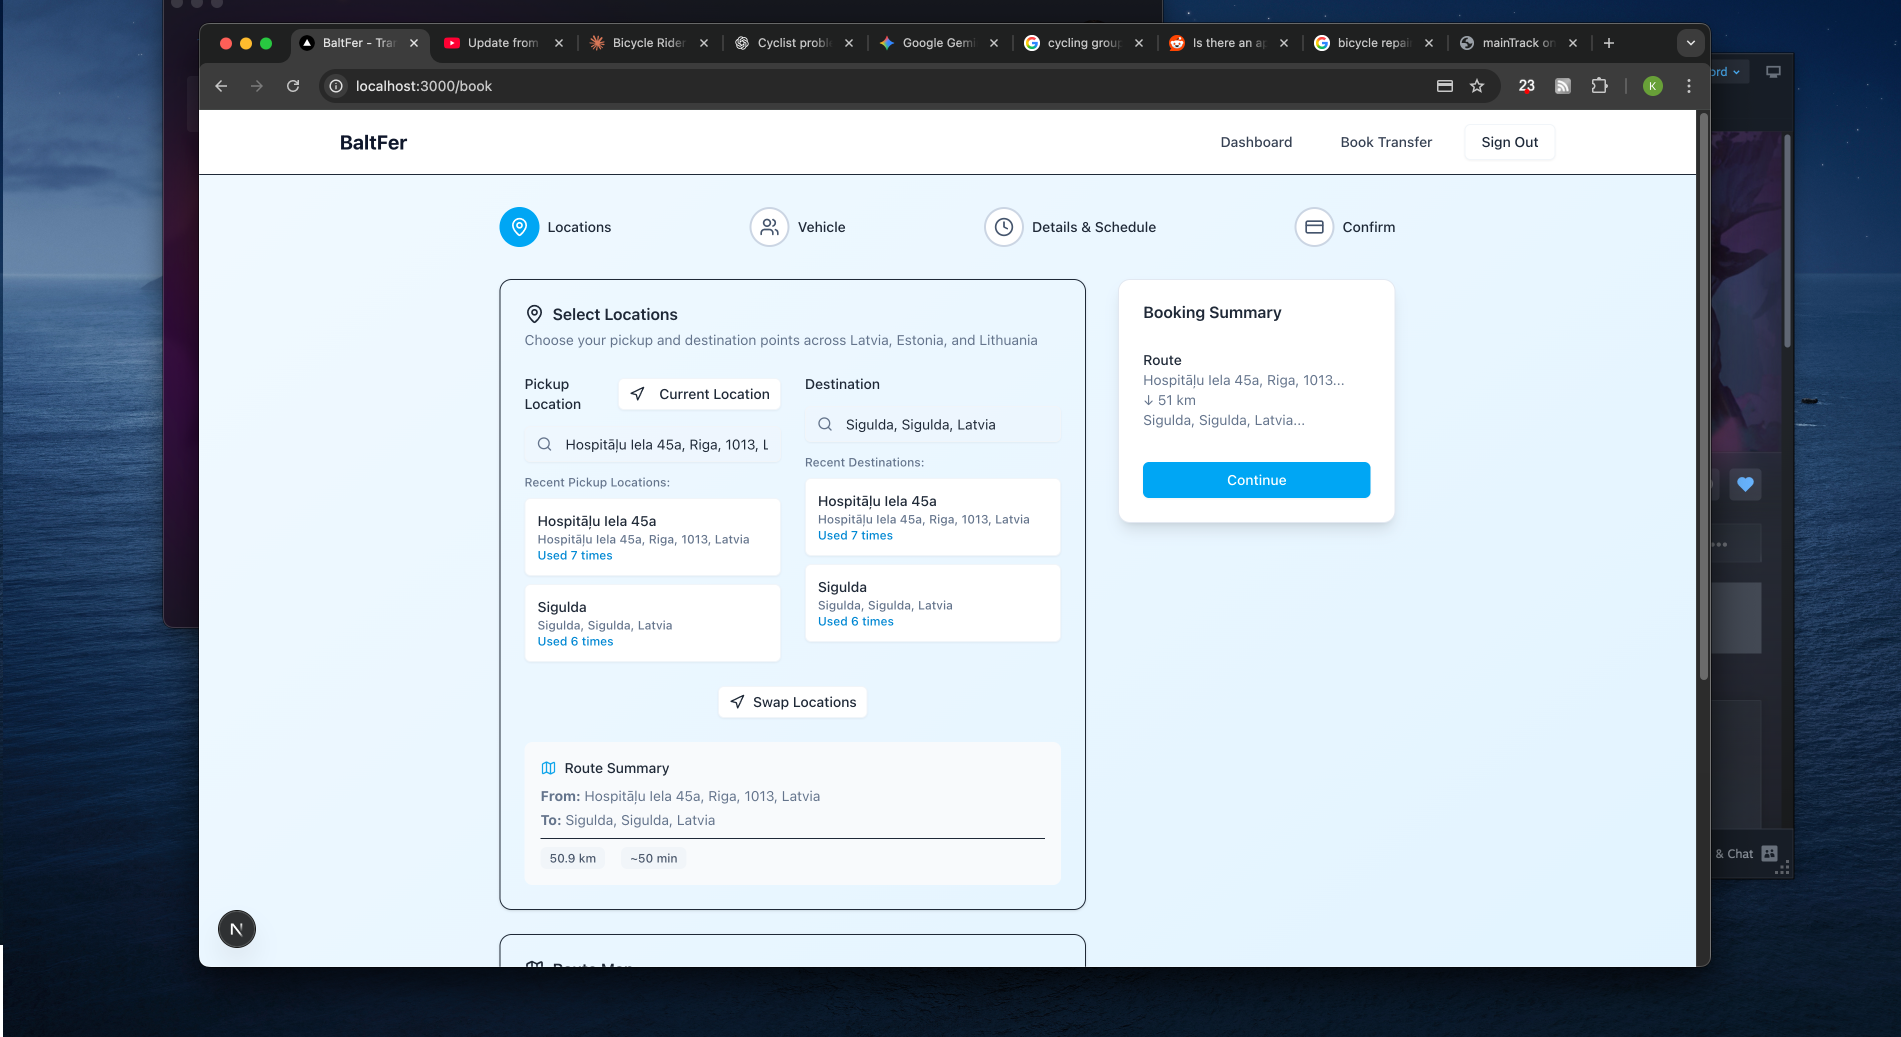 BaltFer - Tra
Update from
Bicycle Rider
Cyclist probl
Google Gemi
cycling group
Is there an ap
bicycle repai
mainTrack on
localhost:3000/book
23
K
BaltFer
Dashboard
Book Transfer
Sign Out
Locations
Vehicle
Details & Schedule
Confirm
Select Locations
Choose your pickup and destination points across Latvia, Estonia, and Lithuania
Pickup
Location
Current Location
Hospitāļu Iela 45a, Riga, 1013, L
Recent Pickup Locations:
Hospitāļu Iela 45a
Hospitāļu Iela 45a, Riga, 1013, Latvia
Used 7 times
Sigulda
Sigulda, Sigulda, Latvia
Used 6 times
Destination
Sigulda, Sigulda, Latvia
Recent Destinations:
Hospitāļu Iela 45a
Hospitāļu Iela 45a, Riga, 1013, Latvia
Used 7 times
Sigulda
Sigulda, Sigulda, Latvia
Used 6 times
Swap Locations
Route Summary
From: Hospitāļu Iela 45a, Riga, 1013, Latvia
To: Sigulda, Sigulda, Latvia
50.9 km
~50 min
Route Map
Booking Summary
Route
Hospitāļu Iela 45a, Riga, 1013...
↓ 51 km
Sigulda, Sigulda, Latvia...
Continue
N
ord
& Chat